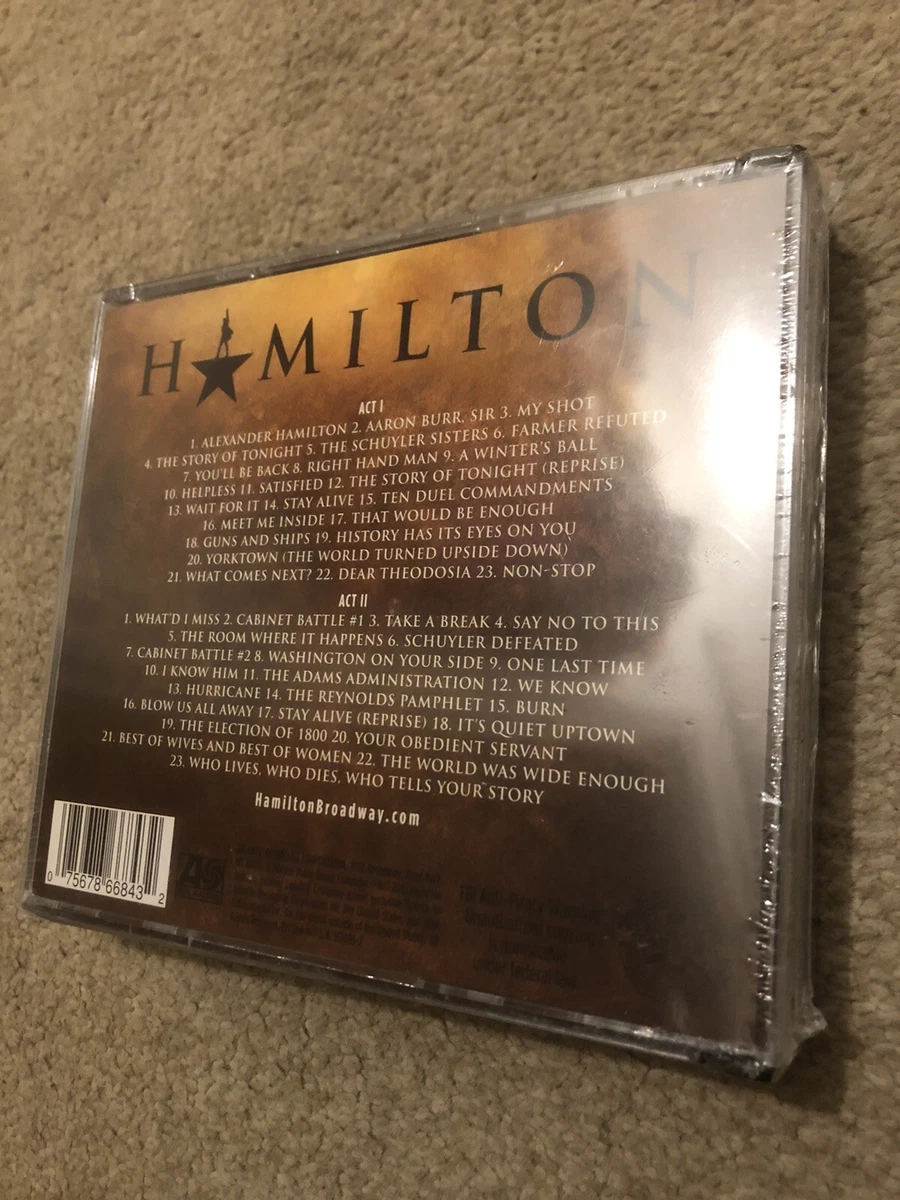 HAMILTON
ACT I
1. ALEXANDER HAMILTON 2. AARON BURR, SIR 3. MY SHOT
4. THE STORY OF TONIGHT 5. THE SCHUYLER SISTERS 6. FARMER REFUTED
7. YOU'LL BE BACK 8. RIGHT HAND MAN 9. A WINTER'S BALL
10. HELPLESS 11. SATISFIED 12. THE STORY OF TONIGHT (REPRISE)
13. WAIT FOR IT 14. STAY ALIVE 15. TEN DUEL COMMANDMENTS
16. MEET ME INSIDE 17. THAT WOULD BE ENOUGH
18. GUNS AND SHIPS 19. HISTORY HAS ITS EYES ON YOU
20. YORKTOWN (THE WORLD TURNED UPSIDE DOWN)
21. WHAT COMES NEXT? 22. DEAR THEODOSIA 23. NON-STOP
ACT II
1. WHAT'D I MISS 2. CABINET BATTLE #1 3. TAKE A BREAK 4. SAY NO TO THIS
5. THE ROOM WHERE IT HAPPENS 6. SCHUYLER DEFEATED
7. CABINET BATTLE #2 8. WASHINGTON ON YOUR SIDE 9. ONE LAST TIME
10. I KNOW HIM 11. THE ADAMS ADMINISTRATION 12. WE KNOW
13. HURRICANE 14. THE REYNOLDS PAMPHLET 15. BURN
16. BLOW US ALL AWAY 17. STAY ALIVE (REPRISE) 18. IT'S QUIET UPTOWN
19. THE ELECTION OF 1800 20. YOUR OBEDIENT SERVANT
21. BEST OF WIVES AND BEST OF WOMEN 22. THE WORLD WAS WIDE ENOUGH
23. WHO LIVES, WHO DIES, WHO TELLS YOUR STORY
HamiltonBroadway.com
0 75678 66843 2